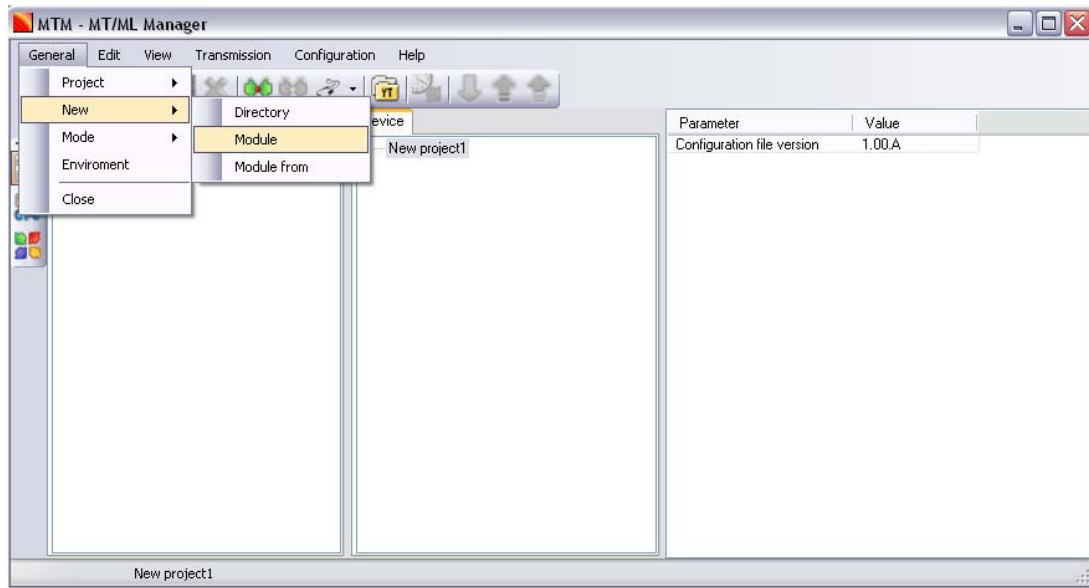 MTM - MT/ML Manager
General Edit View Transmission Configuration Help
Project
New
Mode
Enviroment
Close
Directory
Module
Module from
YT
evice
New project1
Parameter Value
Configuration file version 1.00.A
New project1